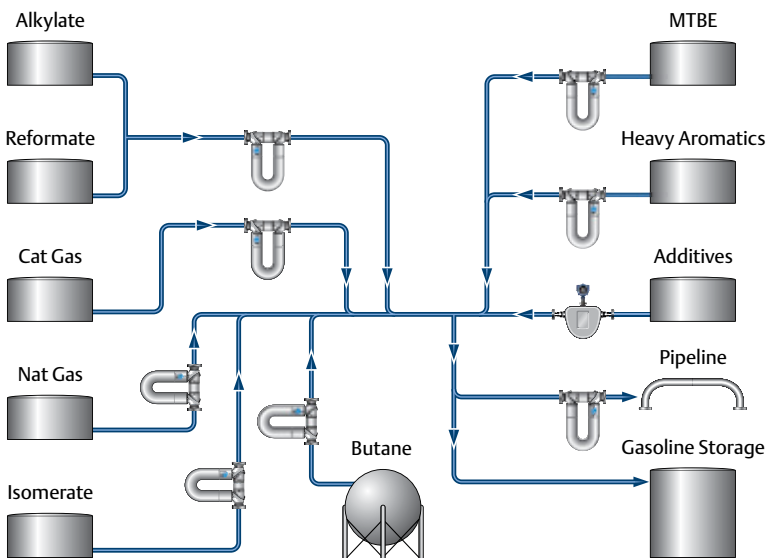 Alkylate
MTBE
Reformate
Heavy Aromatics
Cat Gas
Additives
Nat Gas
Pipeline
Butane
Gasoline Storage
Isomerate